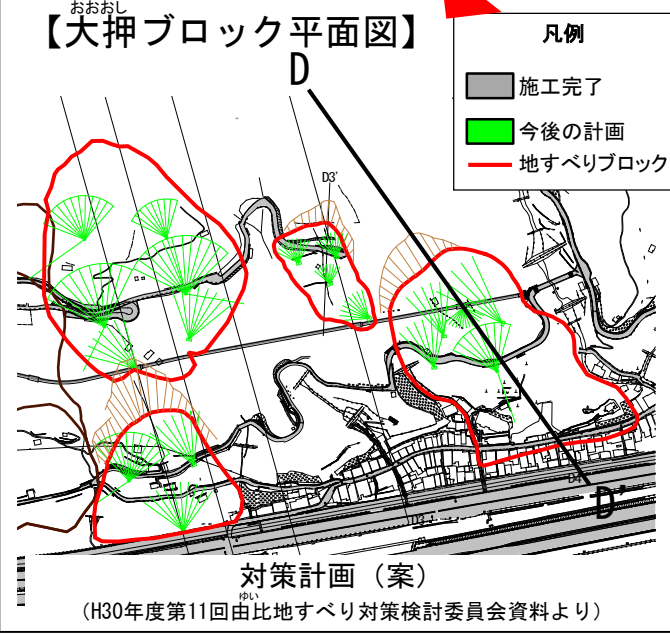 おおおし
【大押ブロック平面図】
凡例
施工完了
今後の計画
地すべりブロック
D
D3'
D'
対策計画（案）
ゆい
(H30年度第11回由比地すべり対策検討委員会資料より)